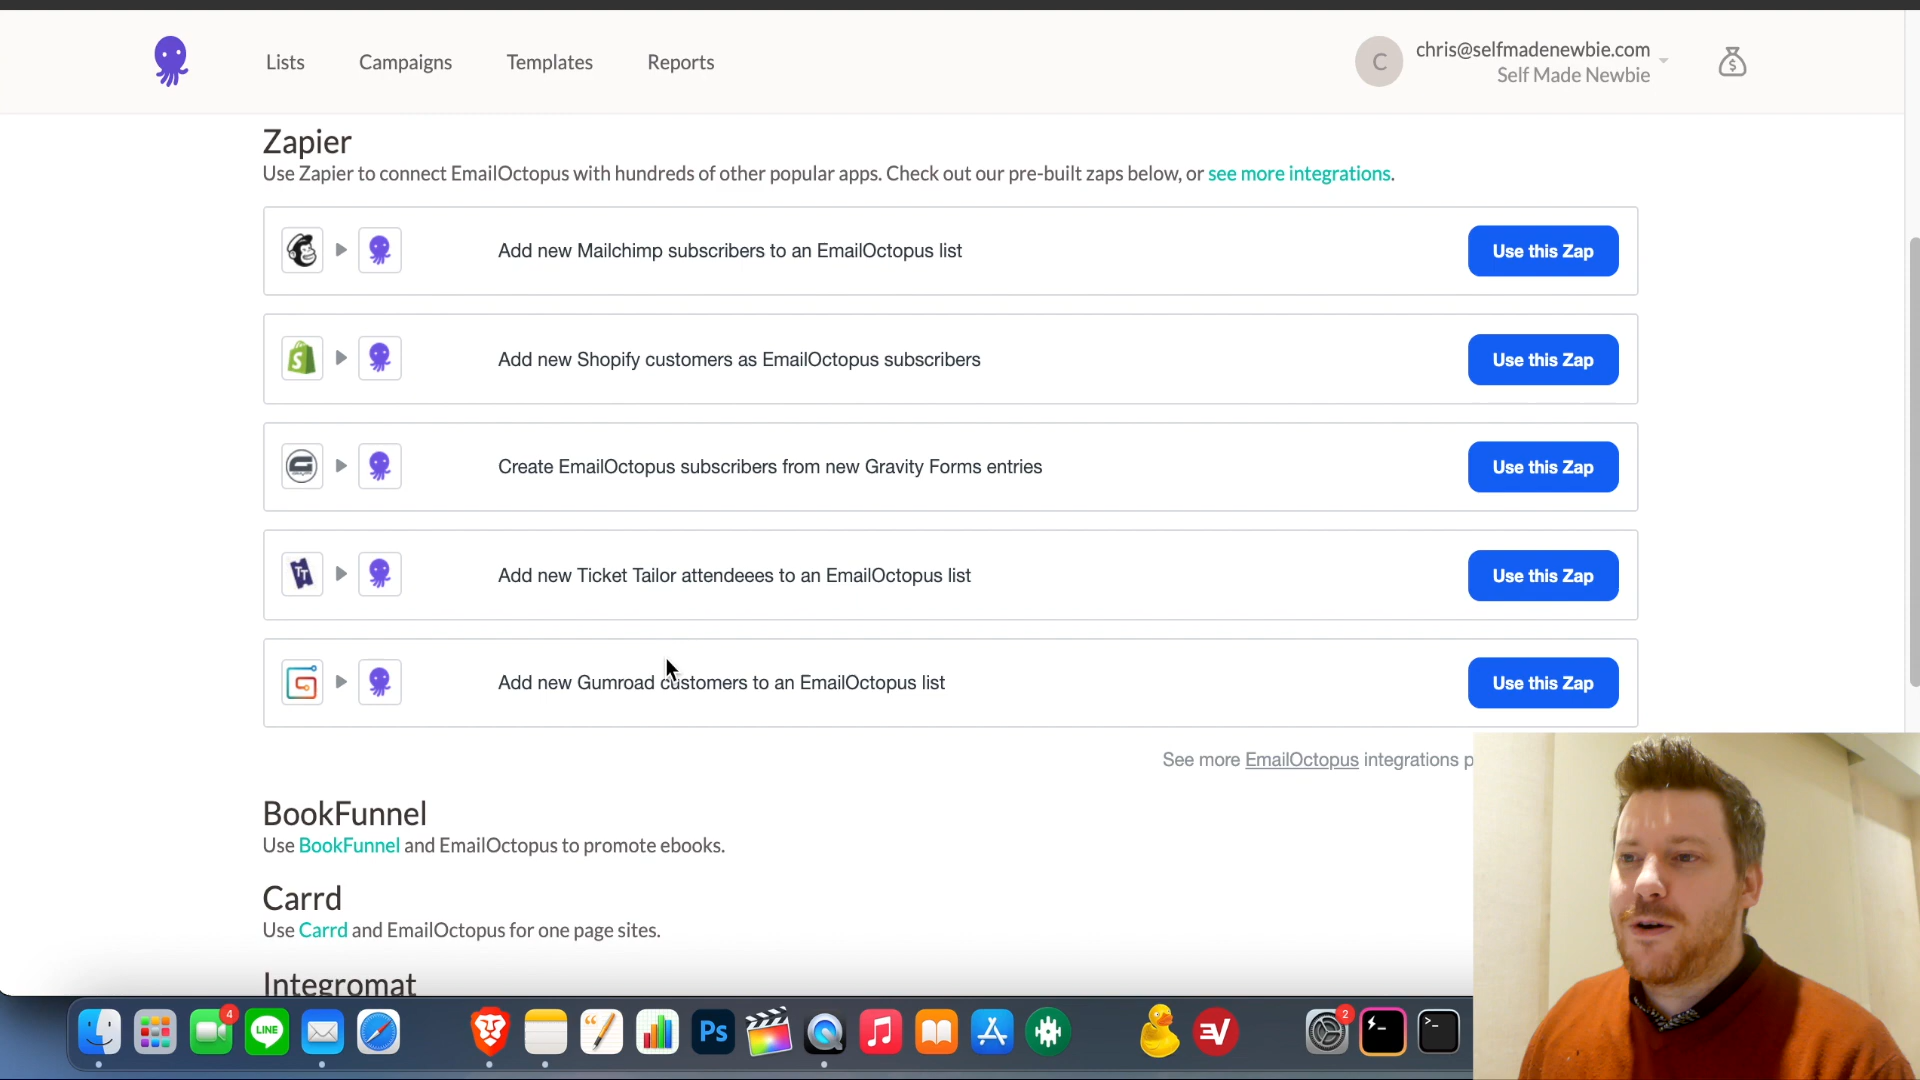 Lists
Campaigns
Templates
Reports
C
chris@selfmadenewbie.com
Self Made Newbie
Zapier
Use Zapier to connect EmailOctopus with hundreds of other popular apps. Check out our pre-built zaps below, or see more integrations.
Add new Mailchimp subscribers to an EmailOctopus list
Use this Zap
Add new Shopify customers as EmailOctopus subscribers
Use this Zap
Create EmailOctopus subscribers from new Gravity Forms entries
Use this Zap
TT
Add new Ticket Tailor attendeees to an EmailOctopus list
Use this Zap
Add new Gumroad customers to an EmailOctopus list
Use this Zap
See more EmailOctopus integrations p
BookFunnel
Use BookFunnel and EmailOctopus to promote ebooks.
Carrd
Use Carrd and EmailOctopus for one page sites.
Integromat
4
LINE
Ps
2